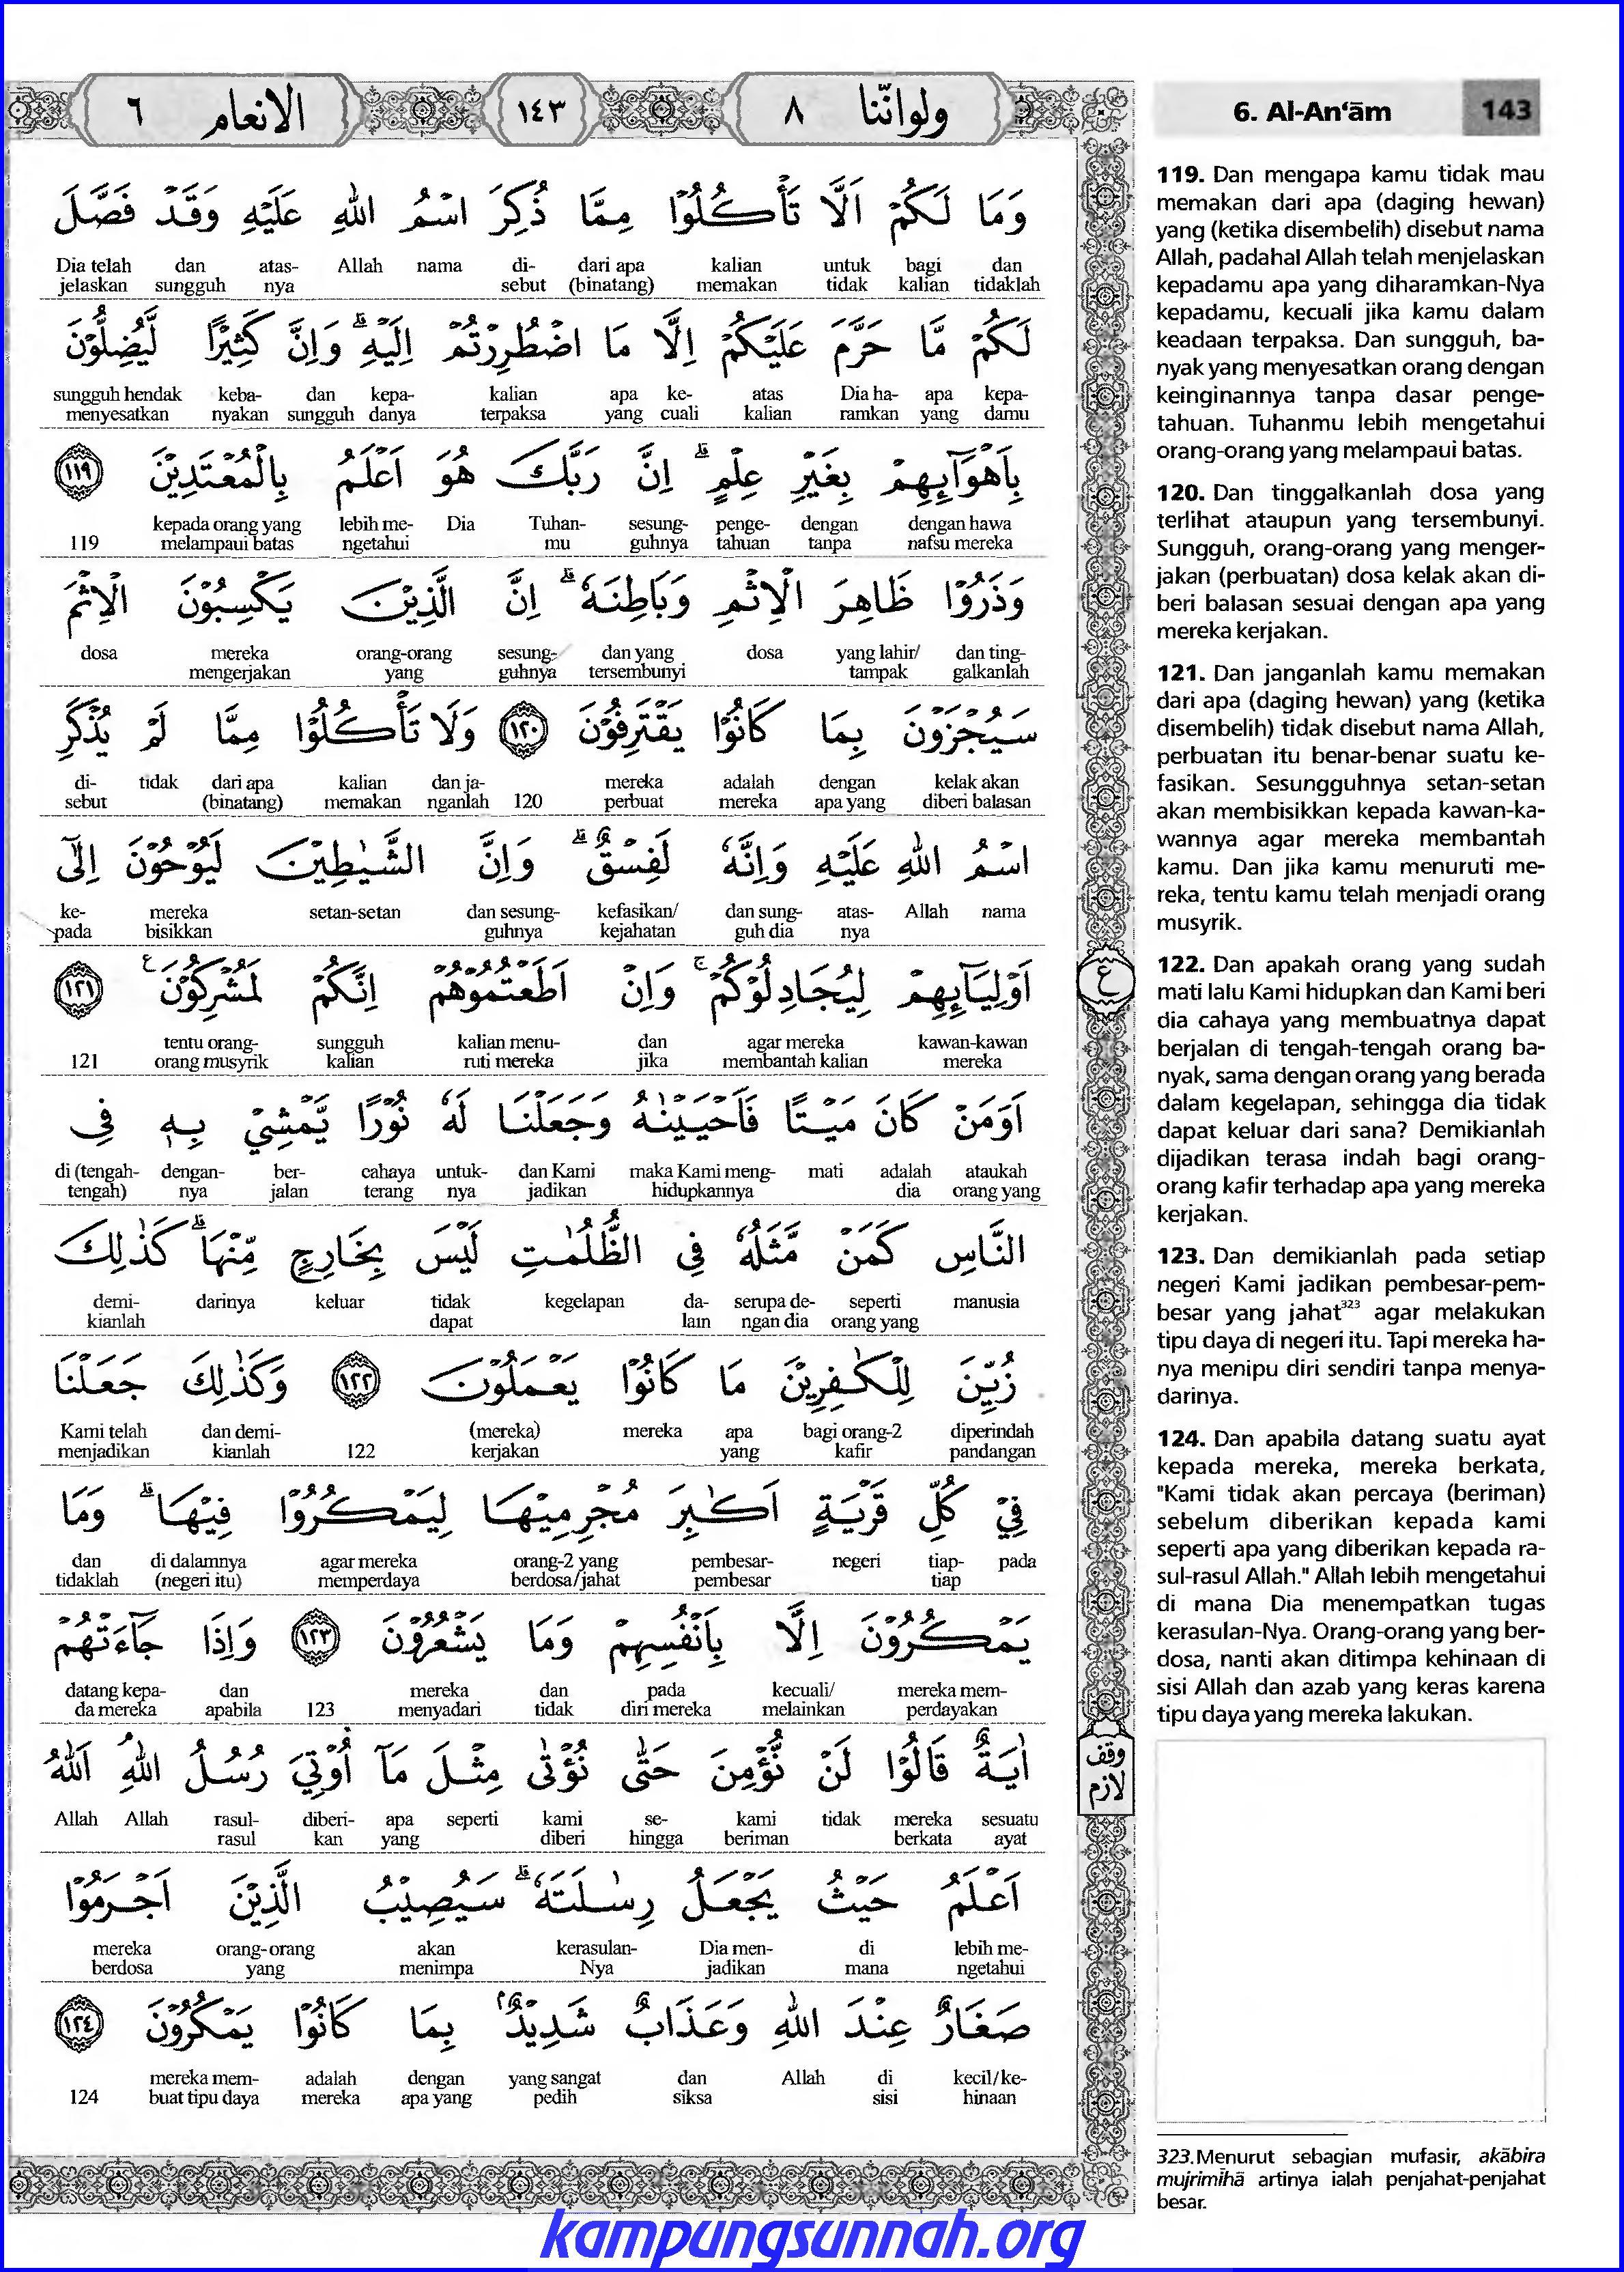 الانعام ٦
١٤٣
ولواننا ٨
6. Al-An‘ām 143
وَمَا لَكُمْ اَلَّا تَأْكُلُوْا مِمَّا ذُكِرَ اسْمُ اللّٰهِ عَلَيْهِ وَقَدْ فَصَّلَ
Dia telah dan atas- Allah nama di- dari apa kalian untuk bagi dan
jelaskan sungguh nya sebut (binatang) memakan tidak kalian tidaklah
لَكُمْ مَّا حَرَّمَ عَلَيْكُمْ اِلَّا مَا اضْطُرِرْتُمْ اِلَيْهِ ۗ وَاِنَّ كَثِيْرًا لَّيُضِلُّوْنَ
sungguh hendak keba- dan kepa- kalian apa ke- atas Dia ha- apa kepa-
menyesatkan nyakan sungguh danya terpaksa yang cuali kalian ramkan yang damu
بِاَهْوَاۤىِٕهِمْ بِغَيْرِ عِلْمٍ ۗ اِنَّ رَبَّكَ هُوَ اَعْلَمُ بِالْمُعْتَدِيْنَ ١١٩
kepada orang yang lebih me- Dia Tuhan- sesung- penge- dengan dengan hawa
119 melampaui batas ngetahui mu guhnya tahuan tanpa nafsu mereka
وَذَرُوْا ظَاهِرَ الْاِثْمِ وَبَاطِنَهٗ ۗ اِنَّ الَّذِيْنَ يَكْسِبُوْنَ الْاِثْمَ
dosa mereka orang-orang sesung- dan yang dosa yang lahir/ dan ting-
mengerjakan yang guhnya tersembunyi tampak galkanlah
سَيُجْزَوْنَ بِمَا كَانُوْا يَقْتَرِفُوْنَ ١٢٠ وَلَا تَأْكُلُوْا مِمَّا لَمْ يُذْكَرِ
di- tidak dari apa kalian dan ja- mereka adalah dengan kelak akan
sebut (binatang) memakan nganlah 120 perbuat mereka apa yang diberi balasan
اسْمُ اللّٰهِ عَلَيْهِ وَاِنَّهٗ لَفِسْقٌ ۗ وَاِنَّ الشَّيٰطِيْنَ لَيُوْحُوْنَ اِلٰٓى
ke- mereka setan-setan dan sesung- kefasikan/ dan sung- atas- Allah nama
pada bisikkan guhnya kejahatan guh dia nya
اَوْلِيَاۤىِٕهِمْ لِيُجَادِلُوْكُمْ ۚ وَاِنْ اَطَعْتُمُوْهُمْ اِنَّكُمْ لَمُشْرِكُوْنَ ࣖ ١٢١
tentu orang- sungguh kalian menu- dan agar mereka kawan-kawan
121 orang musyrik kalian ruti mereka jika membantah kalian mereka
ع
اَوَمَنْ كَانَ مَيْتًا فَاَحْيَيْنٰهُ وَجَعَلْنَا لَهٗ نُوْرًا يَّمْشِيْ بِهٖ فِى
di (tengah- dengan- ber- cahaya untuk- dan Kami maka Kami meng- mati adalah ataukah
tengah) nya jalan terang nya jadikan hidupkannya dia orang yang
النَّاسِ كَمَنْ مَّثَلُهٗ فِى الظُّلُمٰتِ لَيْسَ بِخَارِجٍ مِّنْهَا ۗ كَذٰلِكَ
demi- darinya keluar tidak kegelapan da- serupa de- seperti manusia
kianlah dapat lam ngan dia orang yang
زُيِّنَ لِلْكٰفِرِيْنَ مَا كَانُوْا يَعْمَلُوْنَ ١٢٢ وَكَذٰلِكَ جَعَلْنَا
Kami telah dan demi- (mereka) mereka apa bagi orang-2 diperindah
menjadikan kianlah 122 kerjakan yang kafir pandangan
فِيْ كُلِّ قَرْيَةٍ اَكٰبِرَ مُجْرِمِيْهَا لِيَمْكُرُوْا فِيْهَا ۗ وَمَا
dan di dalamnya agar mereka orang-2 yang pembesar- negeri tiap- pada
tidaklah (negeri itu) memperdaya berdosa/jahat pembesar tiap
يَمْكُرُوْنَ اِلَّا بِاَنْفُسِهِمْ وَمَا يَشْعُرُوْنَ ١٢٣ وَاِذَا جَاۤءَتْهُمْ
datang kepa- dan mereka dan pada kecuali/ mereka mem-
da mereka apabila 123 menyadari tidak diri mereka melainkan perdayakan
اٰيَةٌ قَالُوْا لَنْ نُّؤْمِنَ حَتّٰى نُؤْتٰى مِثْلَ مَآ اُوْتِيَ رُسُلُ اللّٰهِ ۘ اَللّٰهُ
Allah Allah rasul- diberi- apa seperti kami se- kami tidak mereka sesuatu
rasul kan yang diberi hingga beriman berkata ayat
وقف
لازم
اَعْلَمُ حَيْثُ يَجْعَلُ رِسٰلَتَهٗ ۗ سَيُصِيْبُ الَّذِيْنَ اَجْرَمُوْا
mereka orang-orang akan kerasulan- Dia men- di lebih me-
berdosa yang menimpa Nya jadikan mana ngetahui
صَغَارٌ عِنْدَ اللّٰهِ وَعَذَابٌ شَدِيْدٌۢ بِمَا كَانُوْا يَمْكُرُوْنَ ١٢٤
mereka mem- adalah dengan yang sangat dan Allah di kecil/ke-
124 buat tipu daya mereka apa yang pedih siksa sisi hinaan
119. Dan mengapa kamu tidak mau
memakan dari apa (daging hewan)
yang (ketika disembelih) disebut nama
Allah, padahal Allah telah menjelaskan
kepadamu apa yang diharamkan-Nya
kepadamu, kecuali jika kamu dalam
keadaan terpaksa. Dan sungguh, ba-
nyak yang menyesatkan orang dengan
keinginannya tanpa dasar penge-
tahuan. Tuhanmu lebih mengetahui
orang-orang yang melampaui batas.
120. Dan tinggalkanlah dosa yang
terlihat ataupun yang tersembunyi.
Sungguh, orang-orang yang menger-
jakan (perbuatan) dosa kelak akan di-
beri balasan sesuai dengan apa yang
mereka kerjakan.
121. Dan janganlah kamu memakan
dari apa (daging hewan) yang (ketika
disembelih) tidak disebut nama Allah,
perbuatan itu benar-benar suatu ke-
fasikan. Sesungguhnya setan-setan
akan membisikkan kepada kawan-ka-
wannya agar mereka membantah
kamu. Dan jika kamu menuruti me-
reka, tentu kamu telah menjadi orang
musyrik.
122. Dan apakah orang yang sudah
mati lalu Kami hidupkan dan Kami beri
dia cahaya yang membuatnya dapat
berjalan di tengah-tengah orang ba-
nyak, sama dengan orang yang berada
dalam kegelapan, sehingga dia tidak
dapat keluar dari sana? Demikianlah
dijadikan terasa indah bagi orang-
orang kafir terhadap apa yang mereka
kerjakan.
123. Dan demikianlah pada setiap
negeri Kami jadikan pembesar-pem-
besar yang jahat³²³ agar melakukan
tipu daya di negeri itu. Tapi mereka ha-
nya menipu diri sendiri tanpa menya-
darinya.
124. Dan apabila datang suatu ayat
kepada mereka, mereka berkata,
"Kami tidak akan percaya (beriman)
sebelum diberikan kepada kami
seperti apa yang diberikan kepada ra-
sul-rasul Allah." Allah lebih mengetahui
di mana Dia menempatkan tugas
kerasulan-Nya. Orang-orang yang ber-
dosa, nanti akan ditimpa kehinaan di
sisi Allah dan azab yang keras karena
tipu daya yang mereka lakukan.
323.Menurut sebagian mufasir, akābira
mujrimihā artinya ialah penjahat-penjahat
besar.
kampungsunnah.org